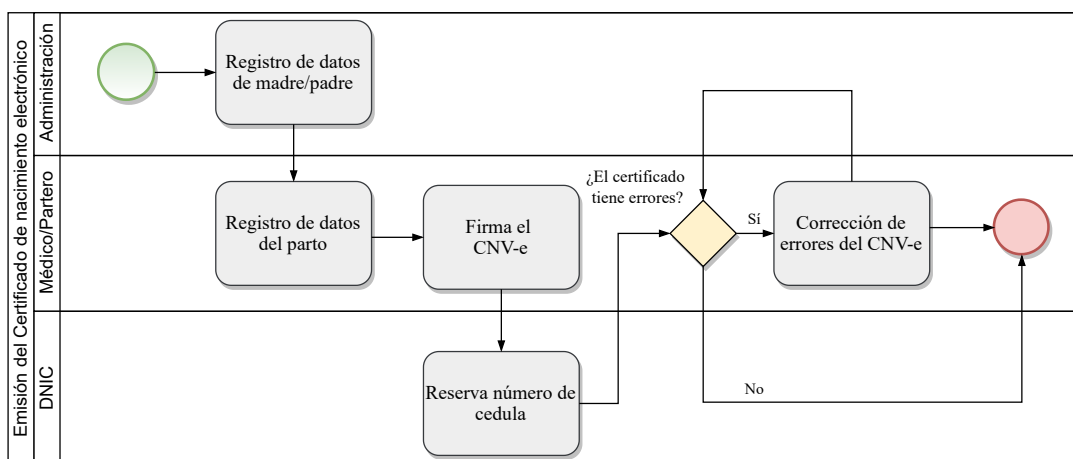 Emisión del Certificado de nacimiento electrónico
Administración
Registro de datos
de madre/padre
Médico/Partero
Registro de datos
del parto
Firma el
CNV-e
¿El certificado
tiene errores?
Sí
Corrección de
errores del CNV-e
DNIC
Reserva número de
cedula
No